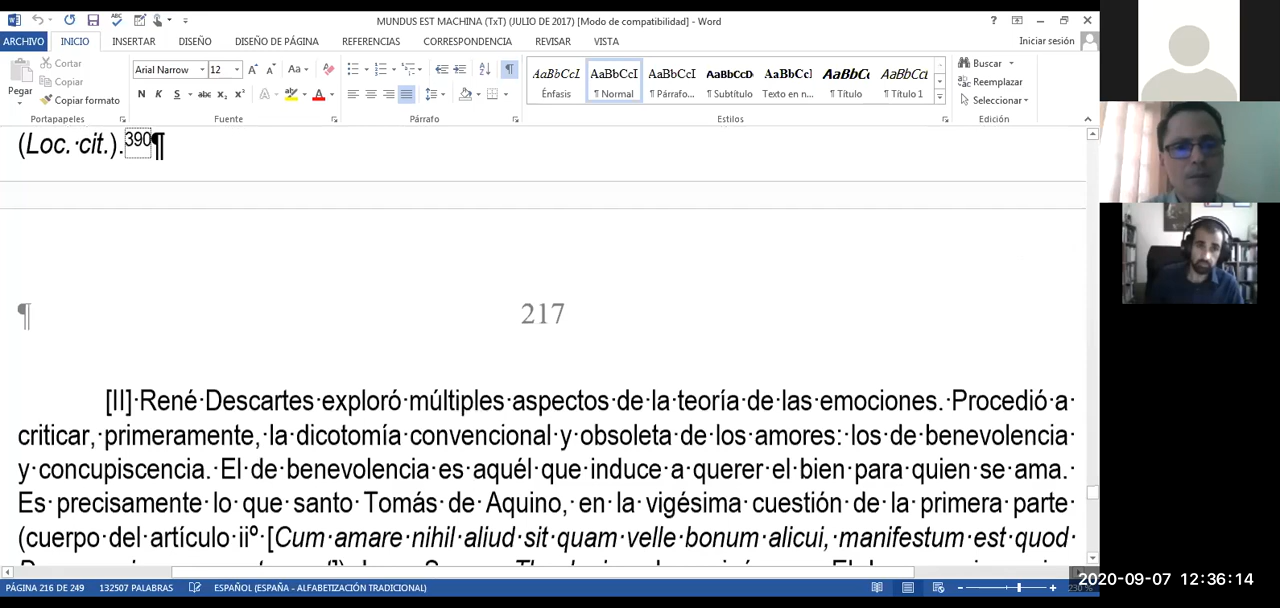 MUNDUS EST MACHINA (TxT) (JULIO DE 2017) [Modo de compatibilidad] - Word
ARCHIVO INICIO INSERTAR DISEÑO DISEÑO DE PÁGINA REFERENCIAS CORRESPONDENCIA REVISAR VISTA Iniciar sesión
Pegar
Cortar
Copiar
Copiar formato
Portapapeles
Arial Narrow 12
N K S abc x₂ x²
Fuente
Párrafo
AaBbCcI AaBbCcI AaBbCcI AaBbCcD AaBbCc] AaBbC AaBbCc
Énfasis ¶ Normal ¶ Párrafo... ¶ Subtítulo Texto en n... ¶ Título ¶ Título 1
Estilos
Buscar
Reemplazar
Seleccionar
Edición
(Loc. cit.).390¶
¶ 217
[II] René Descartes exploró múltiples aspectos de la teoría de las emociones. Procedió a
criticar, primeramente, la dicotomía convencional y obsoleta de los amores: los de benevolencia
y concupiscencia. El de benevolencia es aquél que induce a querer el bien para quien se ama.
Es precisamente lo que santo Tomás de Aquino, en la vigésima cuestión de la primera parte
(cuerpo del artículo iiº [Cum amare nihil aliud sit quam velle bonum alicui, manifestum est quod
PÁGINA 216 DE 249 132507 PALABRAS ESPAÑOL (ESPAÑA - ALFABETIZACIÓN TRADICIONAL) 230 %
2020-09-07 12:36:14